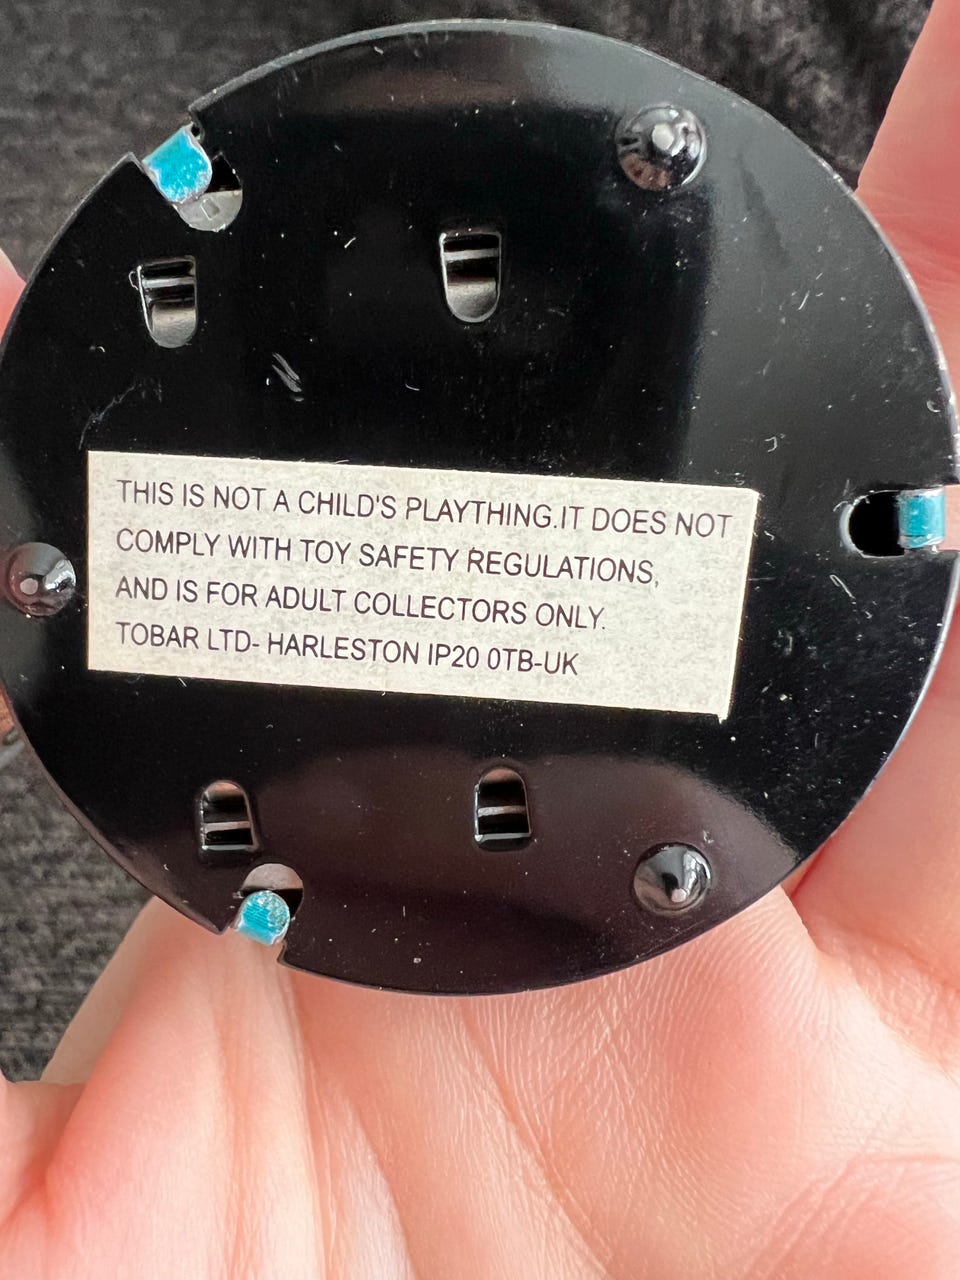 THIS IS NOT A CHILD'S PLAYTHING.IT DOES NOT
COMPLY WITH TOY SAFETY REGULATIONS,
AND IS FOR ADULT COLLECTORS ONLY.
TOBAR LTD- HARLESTON IP20 0TB-UK